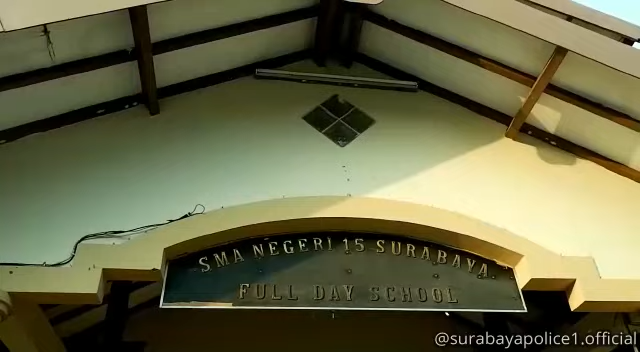 SMA NEGERI 15 SURABAYA.
FULL DAY SCHOOL
@surabayapolice1.official